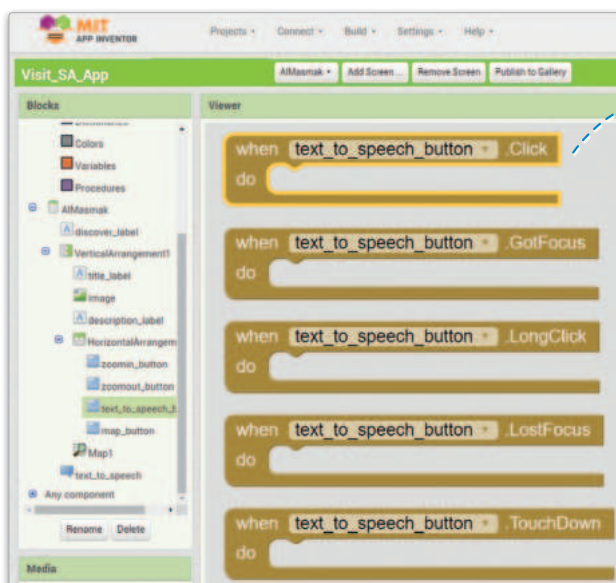 MIT
APP INVENTOR
Projects Connect Build Settings Help
Visit_SA_App
AlMasmak Add Screen ... Remove Screen Publish to Gallery
Blocks
Viewer
Colors
Variables
Procedures
AlMasmak
discover_label
VerticalArrangement1
title_label
image
description_label
HorizontalArrangem
zoomin_button
zoomout_button
text_to_speech_b
map_button
Map1
text_to_speech
Any component
Rename Delete
Media
when text_to_speech_button .Click
do
when text_to_speech_button .GotFocus
do
when text_to_speech_button .LongClick
do
when text_to_speech_button .LostFocus
do
when text_to_speech_button .TouchDown
do